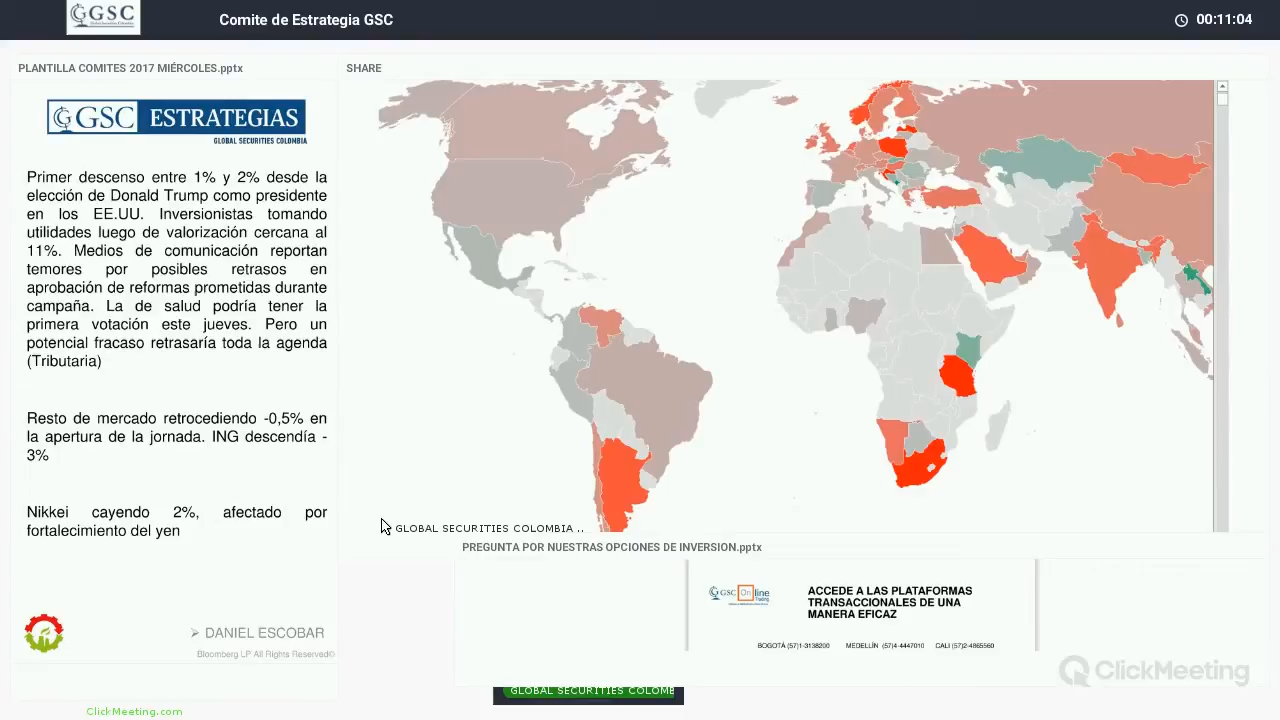 GSC
Comite de Estrategia GSC
00:11:04
PLANTILLA COMITES 2017 MIÉRCOLES.pptx
SHARE
GSC ESTRATEGIAS
GLOBAL SECURITIES COLOMBIA
Primer descenso entre 1% y 2% desde la
elección de Donald Trump como presidente
en los EE.UU. Inversionistas tomando
utilidades luego de valorización cercana al
11%. Medios de comunicación reportan
temores por posibles retrasos en
aprobación de reformas prometidas durante
campaña. La de salud podría tener la
primera votación este jueves. Pero un
potencial fracaso retrasaría toda la agenda
(Tributaria)
Resto de mercado retrocediendo -0,5% en
la apertura de la jornada. ING descendía -
3%
Nikkei cayendo 2%, afectado por
fortalecimiento del yen
DANIEL ESCOBAR
Bloomberg LP All Rights Reserved©
GLOBAL SECURITIES COLOMBIA ..
PREGUNTA POR NUESTRAS OPCIONES DE INVERSION.pptx
GSC Online
Trading
ACCEDE A LAS PLATAFORMAS
TRANSACCIONALES DE UNA
MANERA EFICAZ
BOGOTÁ (57)1-3138200 MEDELLÍN (57)4-4447010 CALI (57)2-4865560
ClickMeeting
GLOBAL SECURITIES COLOMB
ClickMeeting.com